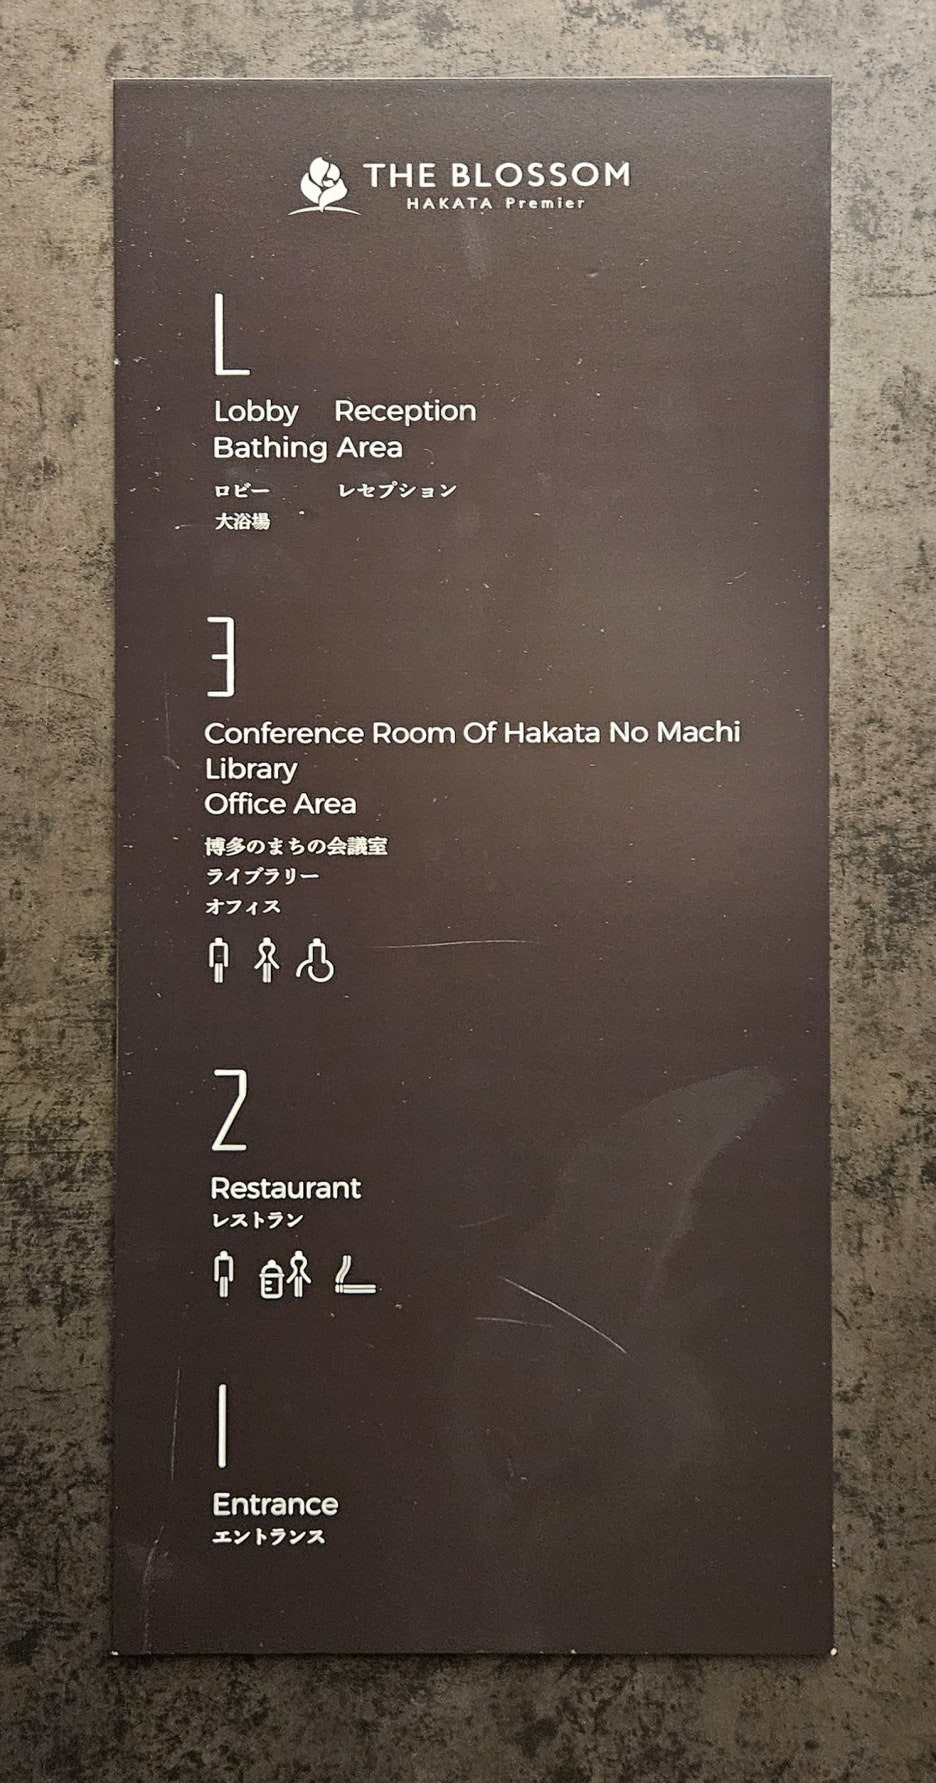 THE BLOSSOM
HAKATA Premier
L
Lobby Reception
Bathing Area
ロビー レセプション
大浴場
3
Conference Room Of Hakata No Machi
Library
Office Area
博多のまちの会議室
ライブラリー
オフィス
2
Restaurant
レストラン
1
Entrance
エントランス